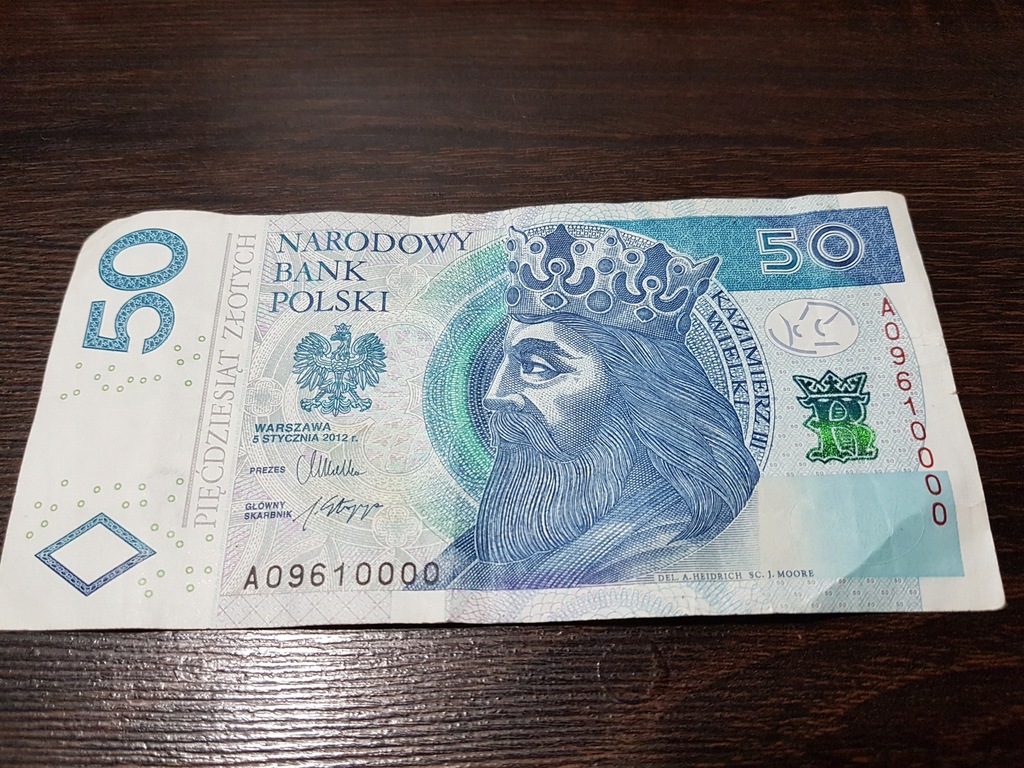 50
PIĘĆDZIESIĄT ZŁOTYCH
NARODOWY
BANK
POLSKI
WARSZAWA
5 STYCZNIA 2012 r.
PREZES
GŁÓWNY
SKARBNIK
A09610000
KAZIMIERZ III
WIELKI
50
A09610000
DEL. A. HEIDRICH SC. J. MOORE